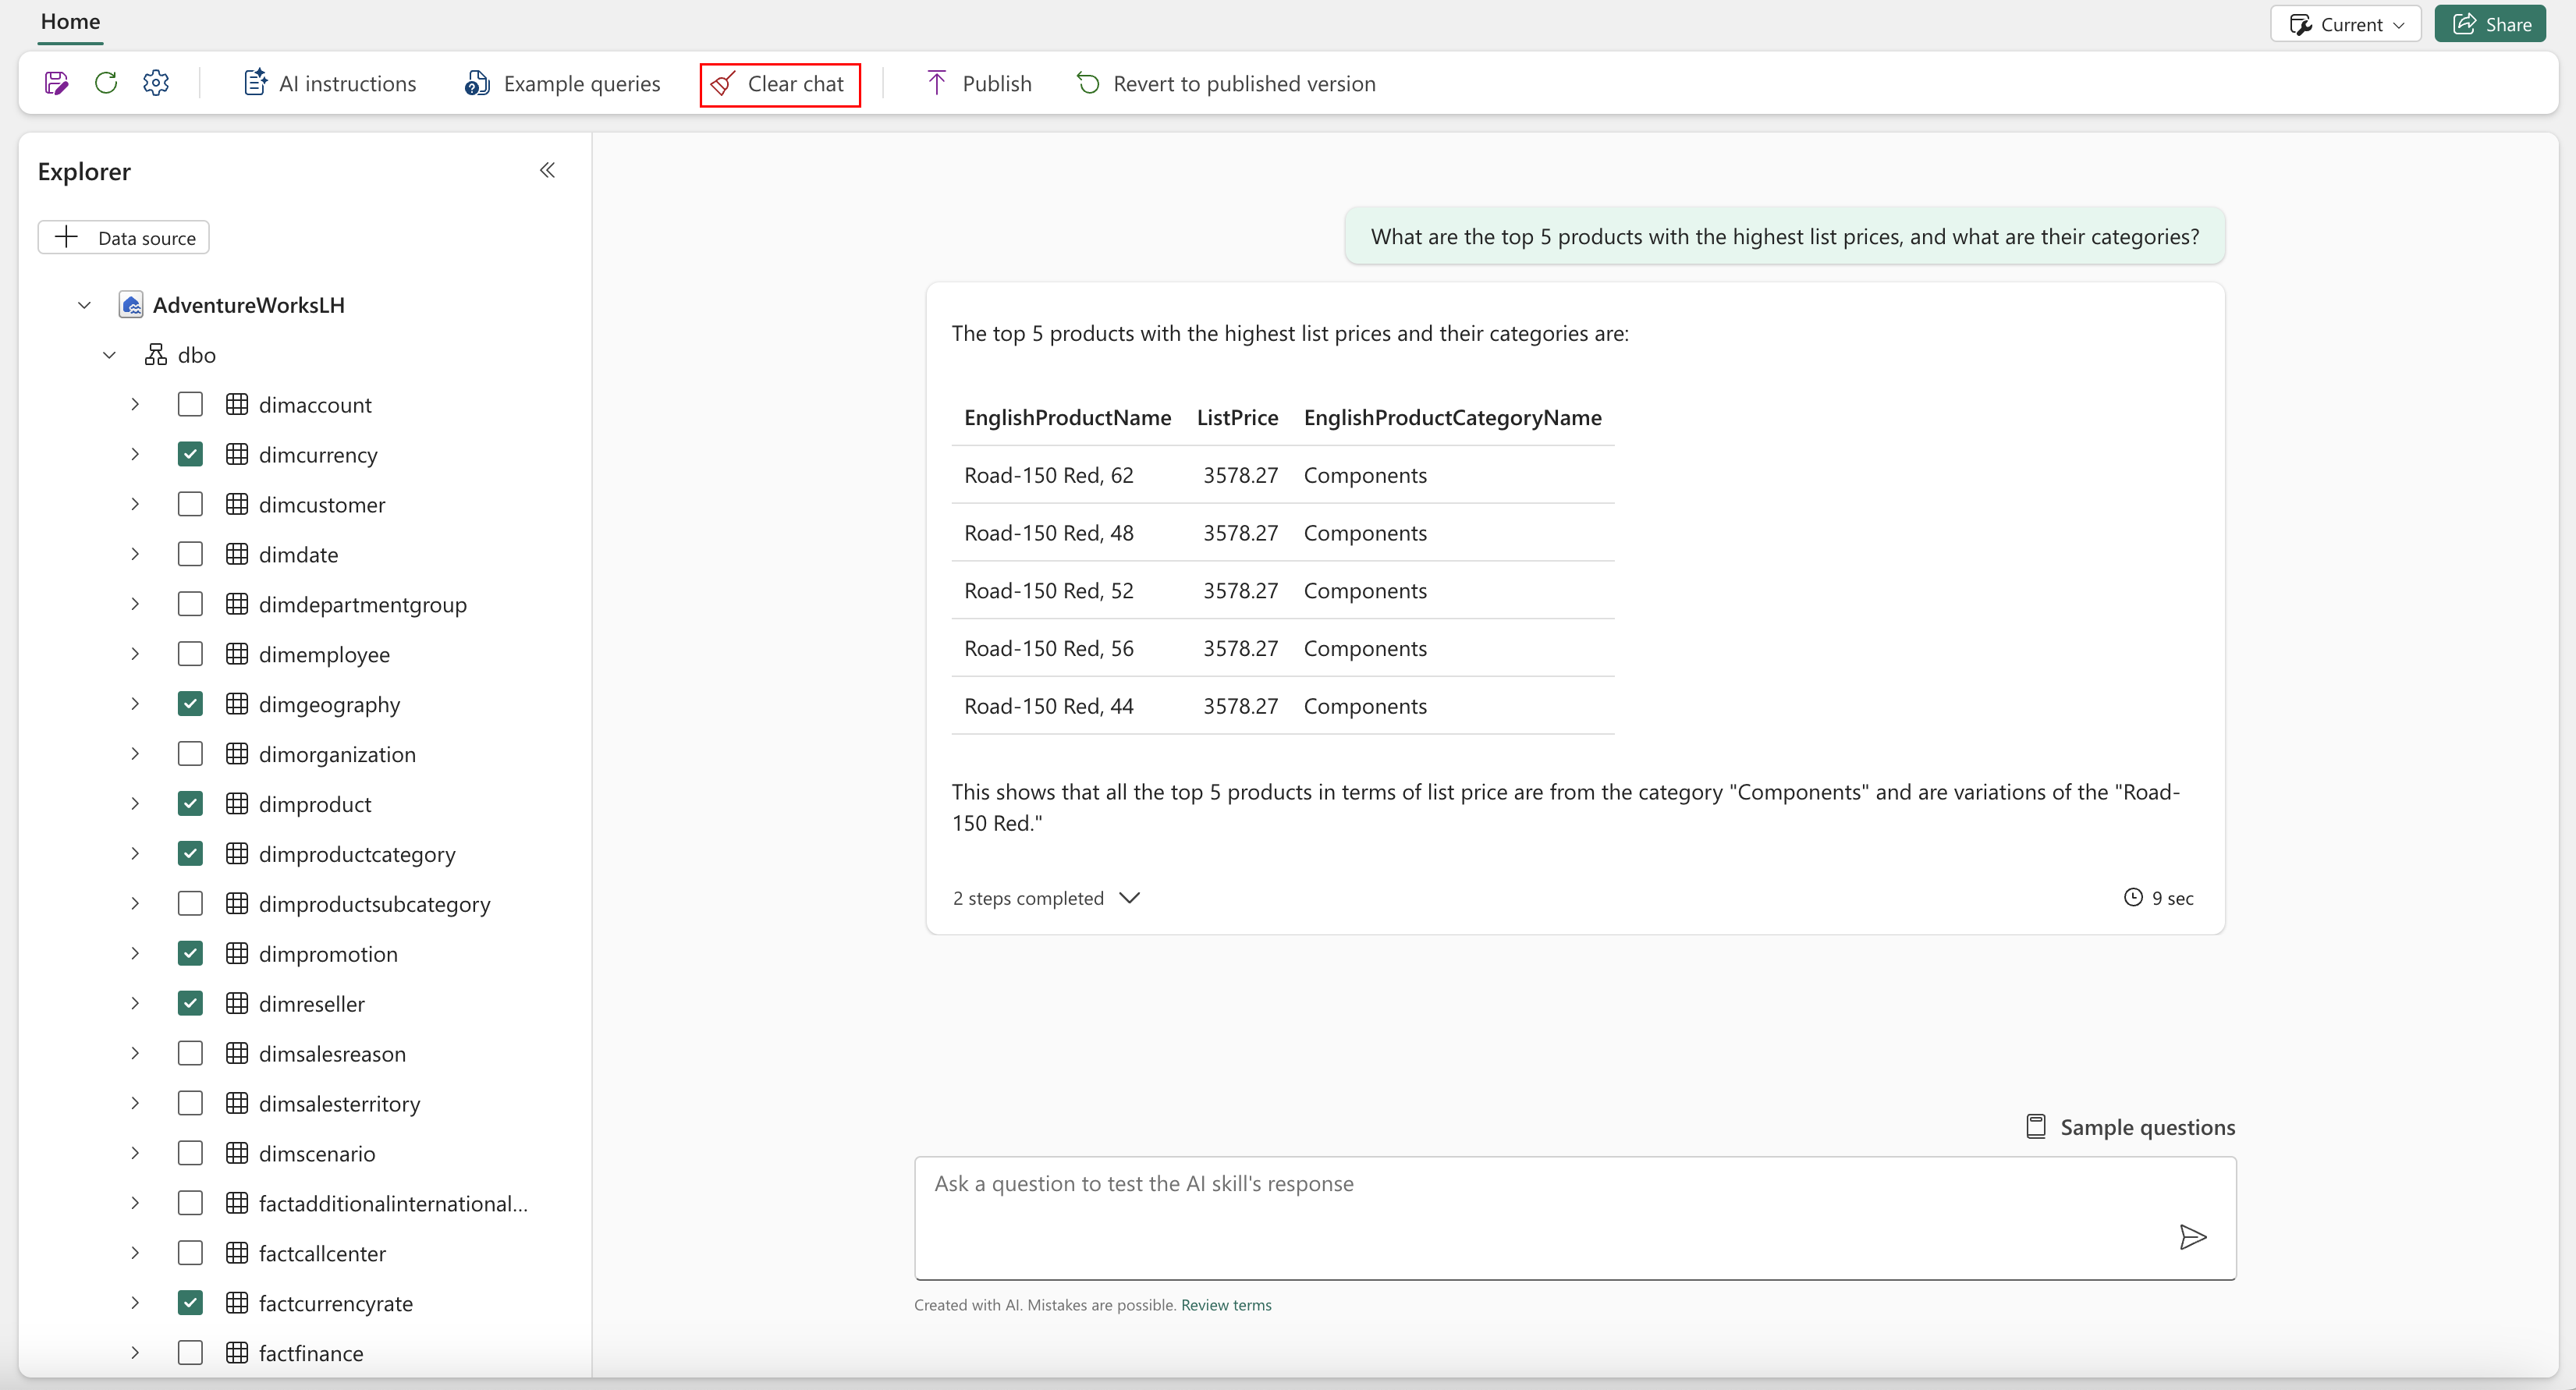 Home
Current
Share
AI instructions
Example queries
Clear chat
Publish
Revert to published version
Explorer
Data source
AdventureWorksLH
dbo
dimaccount
dimcurrency
dimcustomer
dimdate
dimdepartmentgroup
dimemployee
dimgeography
dimorganization
dimproduct
dimproductcategory
dimproductsubcategory
dimpromotion
dimreseller
dimsalesreason
dimsalesterritory
dimscenario
factadditionalinternational...
factcallcenter
factcurrencyrate
factfinance
What are the top 5 products with the highest list prices, and what are their categories?
The top 5 products with the highest list prices and their categories are:
EnglishProductName ListPrice EnglishProductCategoryName
Road-150 Red, 62 3578.27 Components
Road-150 Red, 48 3578.27 Components
Road-150 Red, 52 3578.27 Components
Road-150 Red, 56 3578.27 Components
Road-150 Red, 44 3578.27 Components
This shows that all the top 5 products in terms of list price are from the category "Components" and are variations of the "Road-
150 Red."
2 steps completed
9 sec
Sample questions
Ask a question to test the AI skill's response
Created with AI. Mistakes are possible. Review terms